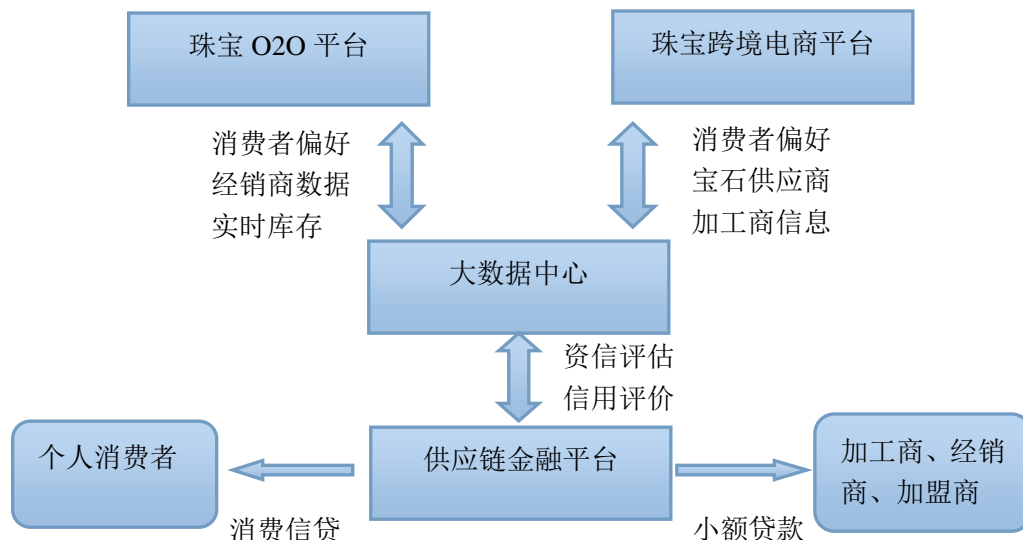 珠宝 O2O 平台
珠宝跨境电商平台
消费者偏好
经销商数据
实时库存
消费者偏好
宝石供应商
加工商信息
大数据中心
资信评估
信用评价
个人消费者
供应链金融平台
加工商、经销
商、加盟商
消费信贷
小额贷款